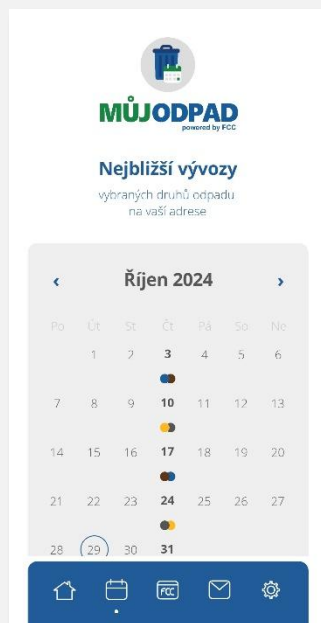 MŮJODPAD
powered by FCC
Nejbližší vývozy
vybraných druhů odpadu
na vaší adrese
‹ Říjen 2024 ›
Po Út St Čt Pá So Ne
1 2 3 4 5 6
7 8 9 10 11 12 13
14 15 16 17 18 19 20
21 22 23 24 25 26 27
28 29 30 31
FCC